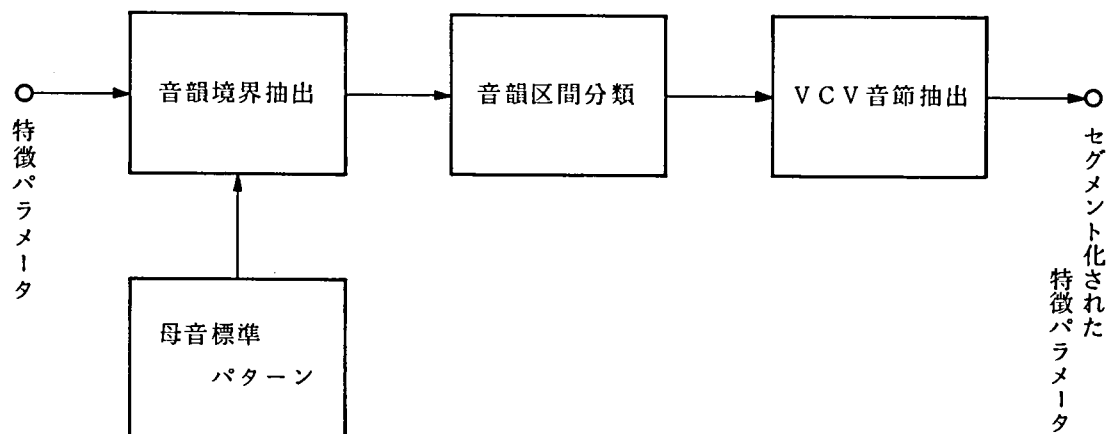 音韻境界抽出
音韻区間分類
VCV音節抽出
特徴パラメータ
セグメント化された
特徴パラメータ
母音標準
パターン